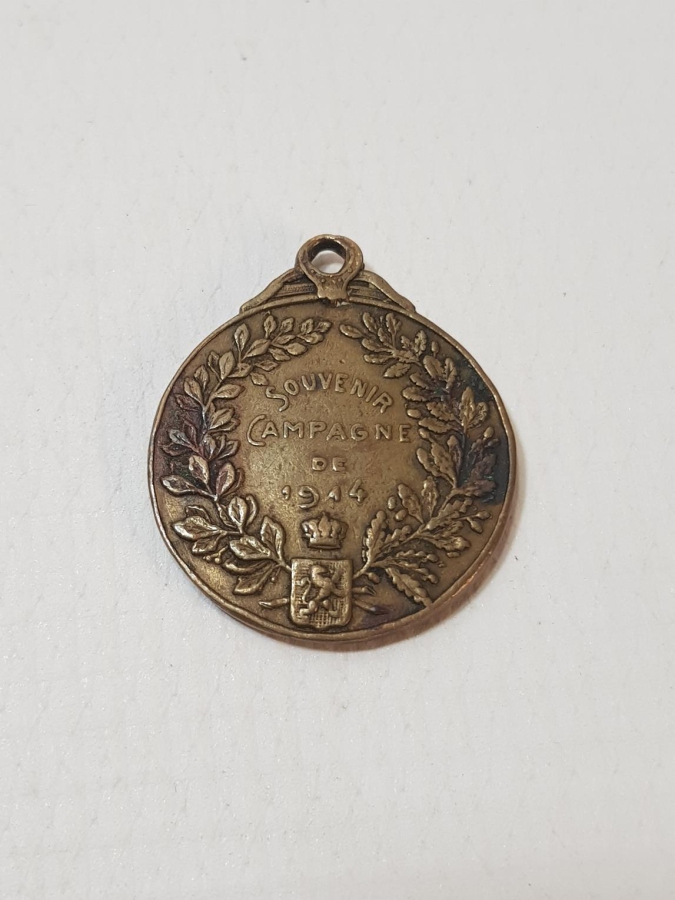 SOUVENIR
CAMPAGNE
DE
1914